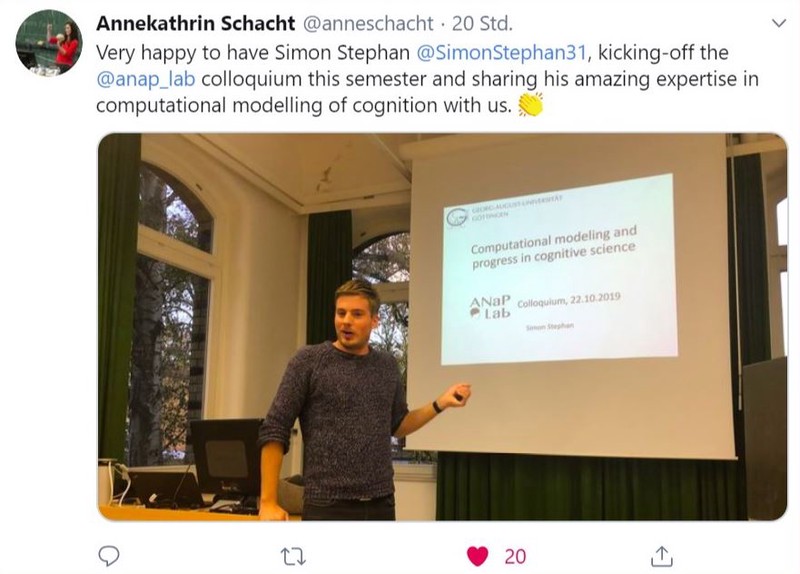 Annekathrin Schacht @anneschacht · 20 Std.
Very happy to have Simon Stephan @SimonStephan31, kicking-off the
@anap_lab colloquium this semester and sharing his amazing expertise in
computational modelling of cognition with us. 👏
GEORG-AUGUST-UNIVERSITÄT
GÖTTINGEN
Computational modeling and
progress in cognitive science
ANaP
Lab
Colloquium, 22.10.2019
Simon Stephan
20